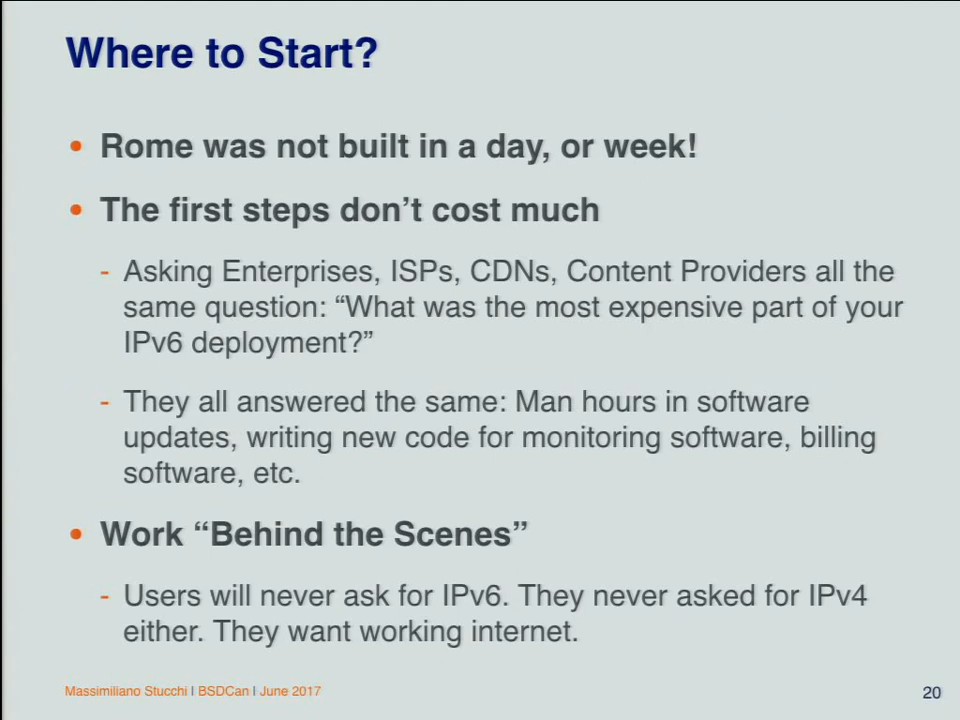 Where to Start?
• Rome was not built in a day, or week!
• The first steps don’t cost much
- Asking Enterprises, ISPs, CDNs, Content Providers all the
same question: “What was the most expensive part of your
IPv6 deployment?”
- They all answered the same: Man hours in software
updates, writing new code for monitoring software, billing
software, etc.
• Work “Behind the Scenes”
- Users will never ask for IPv6. They never asked for IPv4
either. They want working internet.
Massimiliano Stucchi | BSDCan | June 2017
20